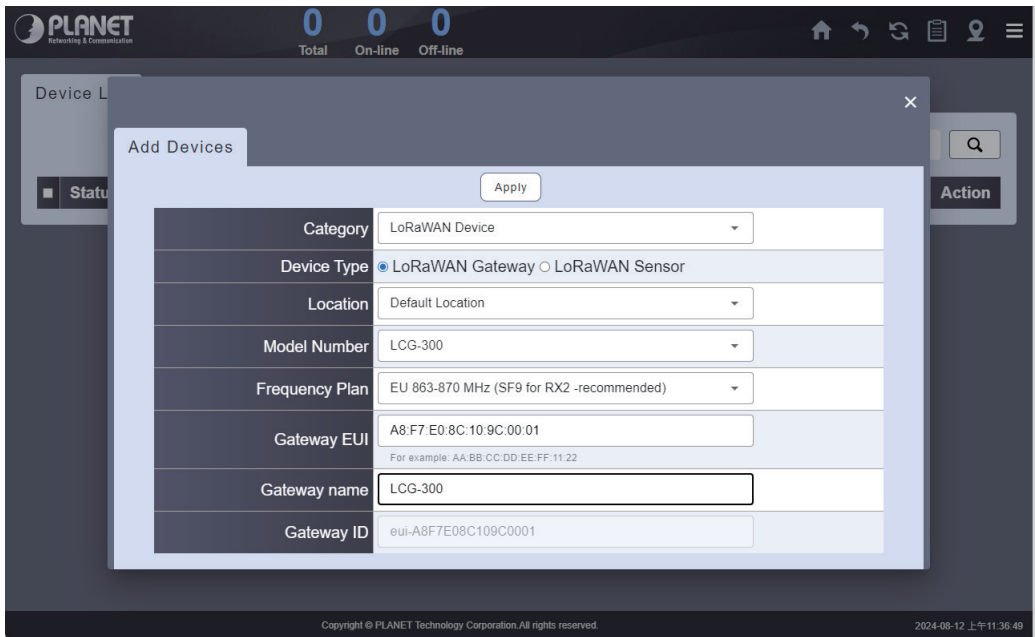 PLANET
Networking & Communication
0 0 0
Total On-line Off-line
Device L
×
Add Devices
Apply
Statu
Action
Category LoRaWAN Device
Device Type LoRaWAN Gateway LoRaWAN Sensor
Location Default Location
Model Number LCG-300
Frequency Plan EU 863-870 MHz (SF9 for RX2 -recommended)
Gateway EUI A8:F7:E0:8C:10:9C:00:01
For example: AA:BB:CC:DD:EE:FF:11:22
Gateway name LCG-300
Gateway ID eui-A8F7E08C109C0001
Copyright © PLANET Technology Corporation.All rights reserved.
2024-08-12 上午11:36:49